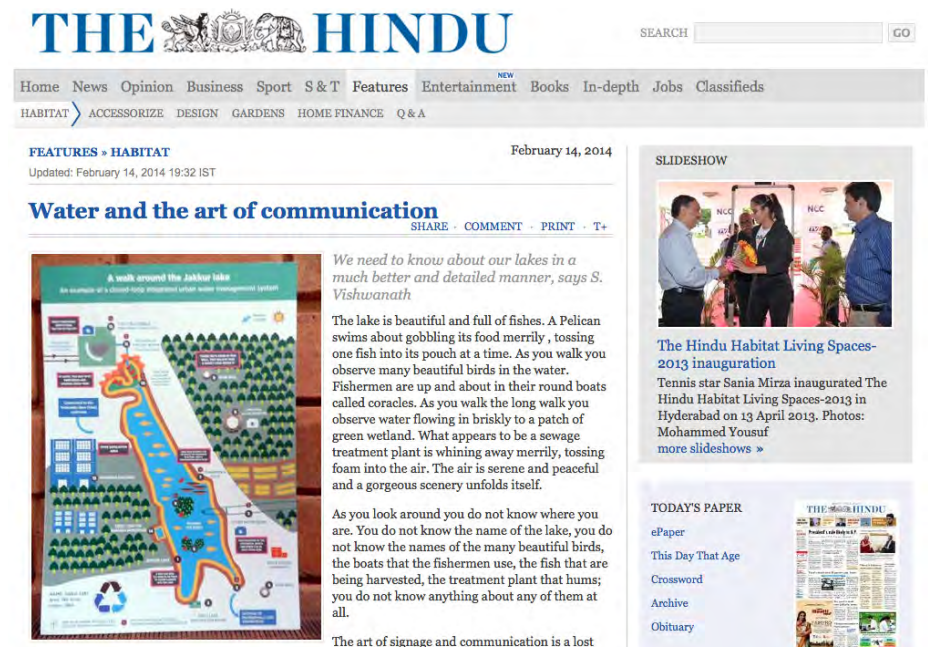 THE HINDU
SEARCH
GO
NEW
Home News Opinion Business Sport S & T Features Entertainment Books In-depth Jobs Classifieds
HABITAT ACCESSORIZE DESIGN GARDENS HOME FINANCE Q & A
FEATURES » HABITAT
February 14, 2014
Updated: February 14, 2014 19:32 IST
Water and the art of communication
SHARE · COMMENT · PRINT · T+
A walk around the Jakkur lake
An example of a closed-loop integrated urban water management system
We need to know about our lakes in a
much better and detailed manner, says S.
Vishwanath
The lake is beautiful and full of fishes. A Pelican
swims about gobbling its food merrily , tossing
one fish into its pouch at a time. As you walk you
observe many beautiful birds in the water.
Fishermen are up and about in their round boats
called coracles. As you walk the long walk you
observe water flowing in briskly to a patch of
green wetland. What appears to be a sewage
treatment plant is whining away merrily, tossing
foam into the air. The air is serene and peaceful
and a gorgeous scenery unfolds itself.
As you look around you do not know where you
are. You do not know the name of the lake, you do
not know the names of the many beautiful birds,
the boats that the fishermen use, the fish that are
being harvested, the treatment plant that hums;
you do not know anything about any of them at
all.
The art of signage and communication is a lost
SLIDESHOW
NCC
NCC
The Hindu Habitat Living Spaces-
2013 inauguration
Tennis star Sania Mirza inaugurated The
Hindu Habitat Living Spaces-2013 in
Hyderabad on 13 April 2013. Photos:
Mohammed Yousuf
more slideshows »
TODAY'S PAPER
ePaper
This Day That Age
Crossword
Archive
Obituary
THE HINDU